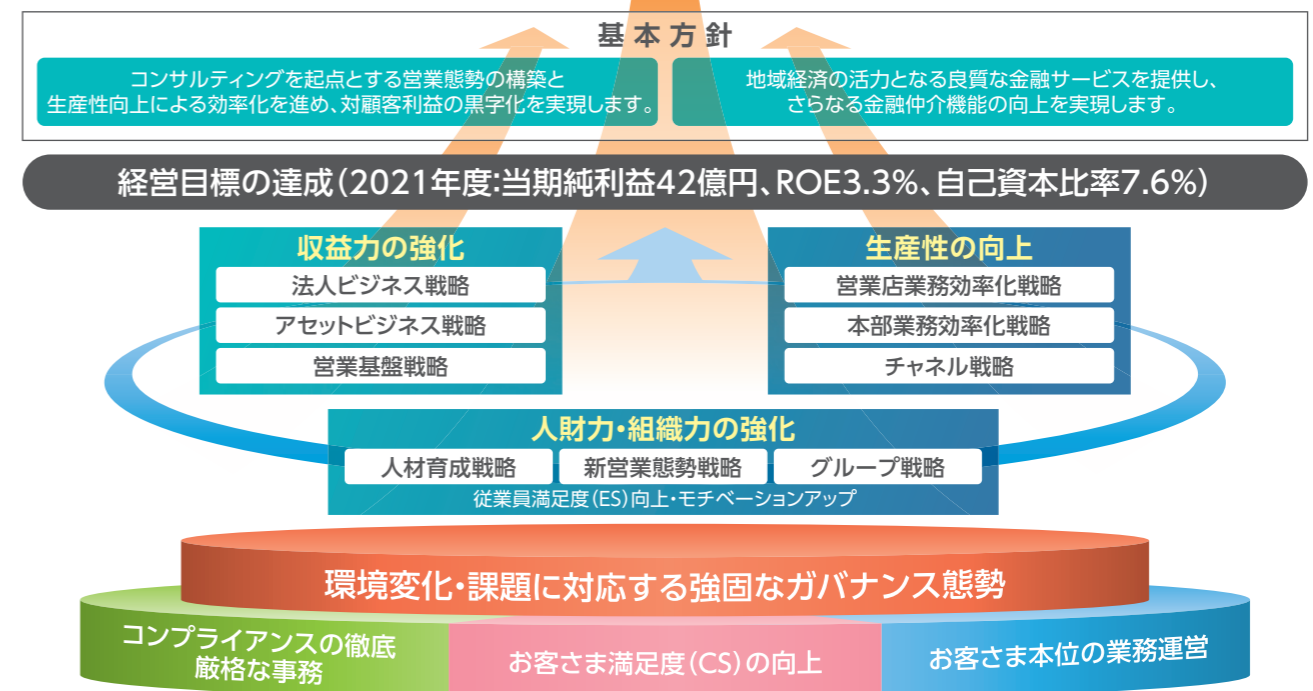 基本方針
コンサルティングを起点とする営業態勢の構築と
生産性向上による効率化を進め、対顧客利益の黒字化を実現します。
地域経済の活力となる良質な金融サービスを提供し、
さらなる金融仲介機能の向上を実現します。
経営目標の達成(2021年度:当期純利益42億円、ROE3.3%、自己資本比率7.6%)
収益力の強化
法人ビジネス戦略
アセットビジネス戦略
営業基盤戦略
生産性の向上
営業店業務効率化戦略
本部業務効率化戦略
チャネル戦略
人財力・組織力の強化
人材育成戦略
新営業態勢戦略
グループ戦略
従業員満足度(ES)向上・モチベーションアップ
環境変化・課題に対応する強固なガバナンス態勢
コンプライアンスの徹底
厳格な事務
お客さま満足度(CS)の向上
お客さま本位の業務運営